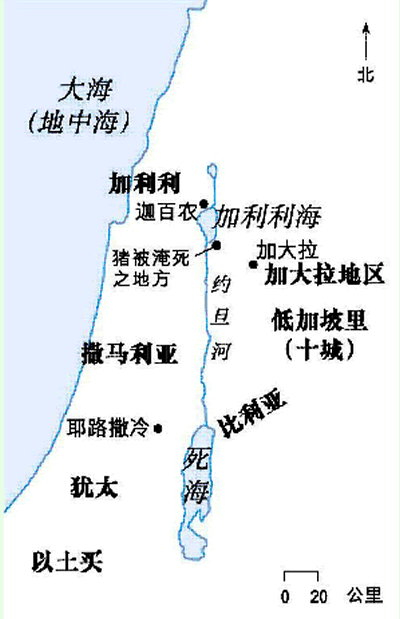 北
大海
(地中海)
加利利
迦百农
加利利海
猪被淹死
之地方
加大拉
加大拉地区
约旦河
低加坡里
(十城)
撒马利亚
比利亚
耶路撒冷
死海
犹太
以土买
0 20 公里